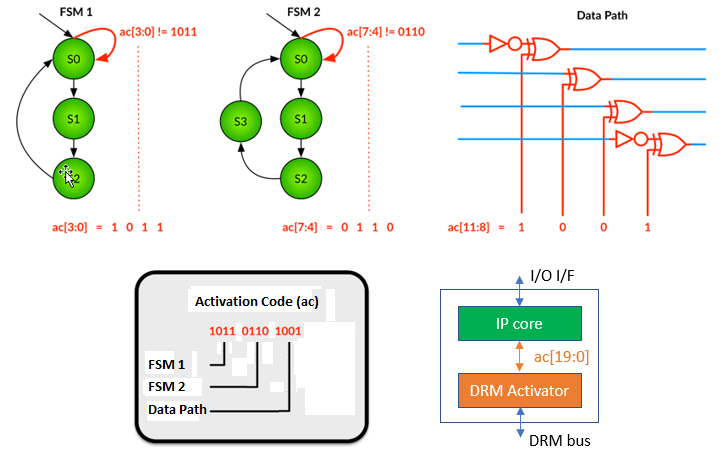 FSM 1
ac[3:0] != 1011
S0
S1
ac[3:0] = 1 0 1 1
FSM 2
ac[7:4] != 0110
S0
S3
S1
S2
ac[7:4] = 0 1 1 0
Data Path
ac[11:8] = 1 0 0 1
Activation Code (ac)
1011 0110 1001
FSM 1
FSM 2
Data Path
I/O I/F
IP core
ac[19:0]
DRM Activator
DRM bus